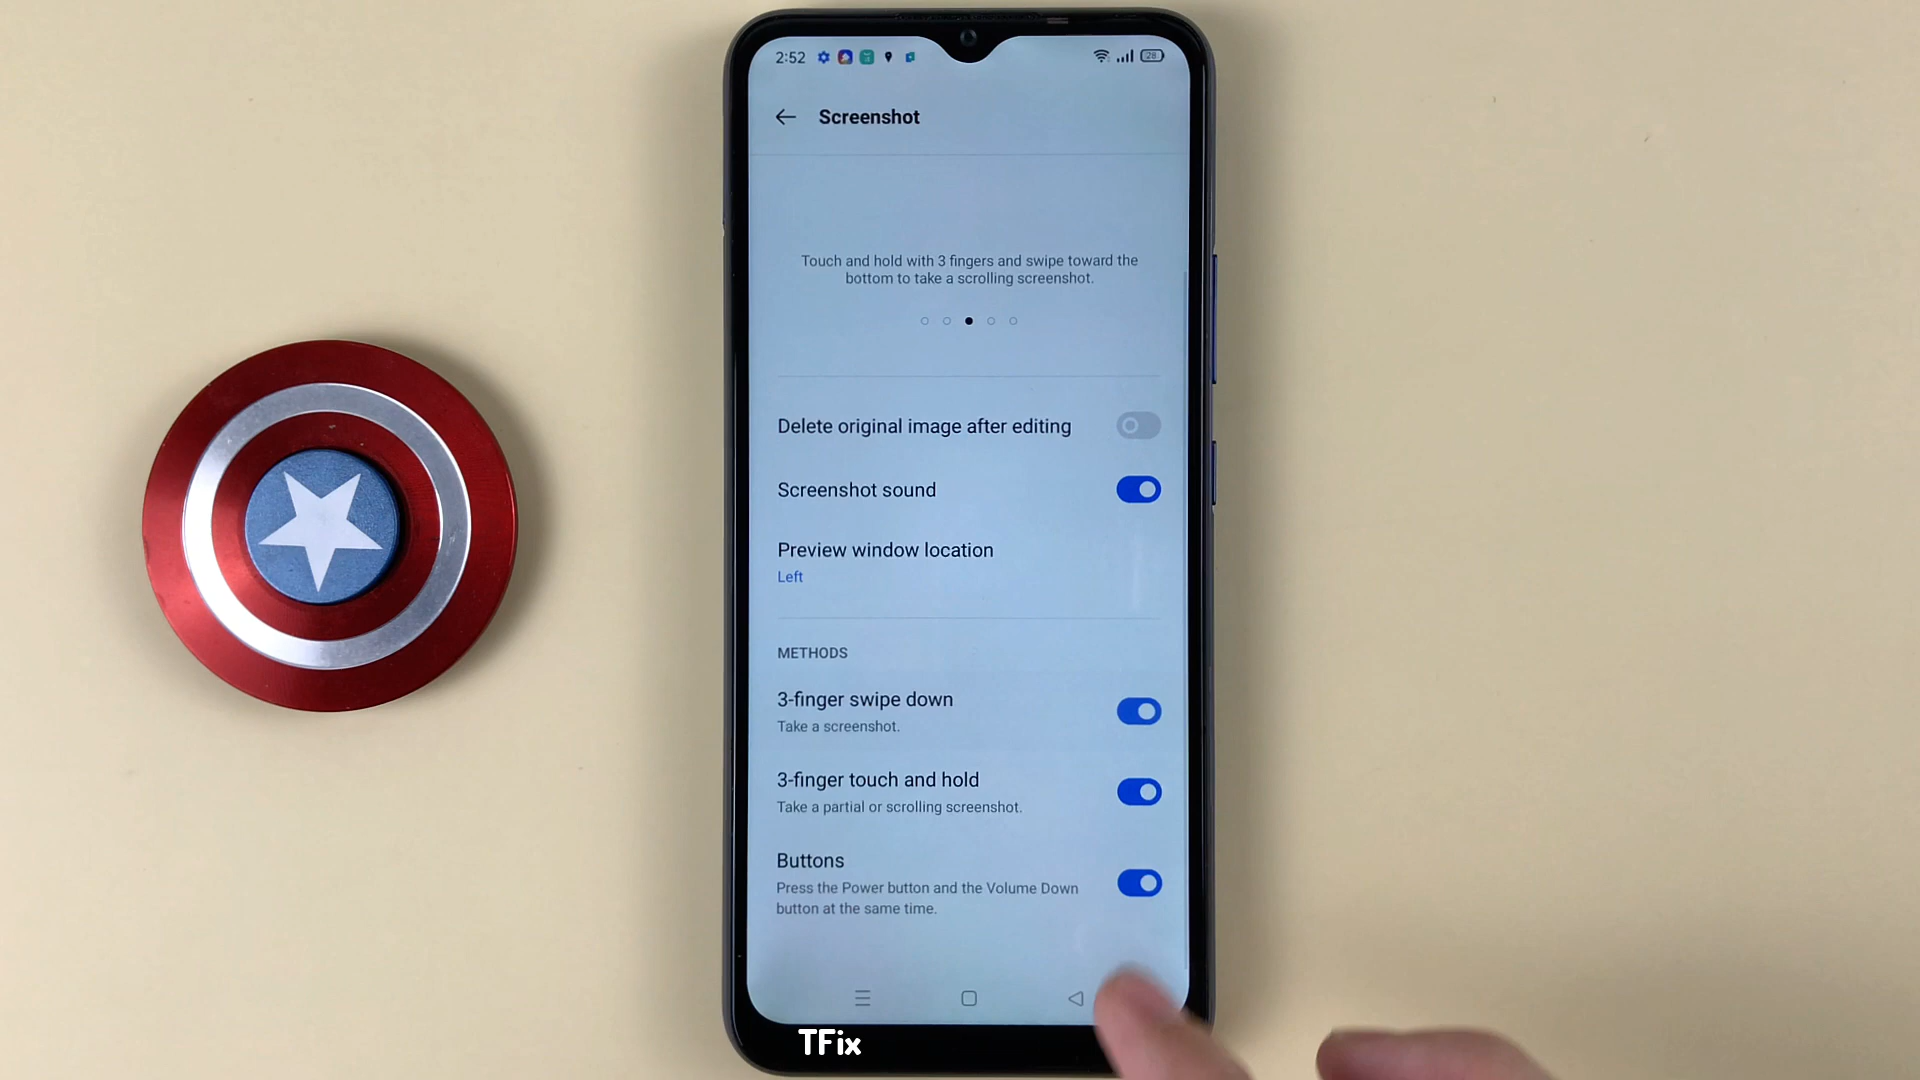 2:52
28
Screenshot
Touch and hold with 3 fingers and swipe toward the
bottom to take a scrolling screenshot.
Delete original image after editing
Screenshot sound
Preview window location
Left
METHODS
3-finger swipe down
Take a screenshot.
3-finger touch and hold
Take a partial or scrolling screenshot.
Buttons
Press the Power button and the Volume Down
button at the same time.
TFix